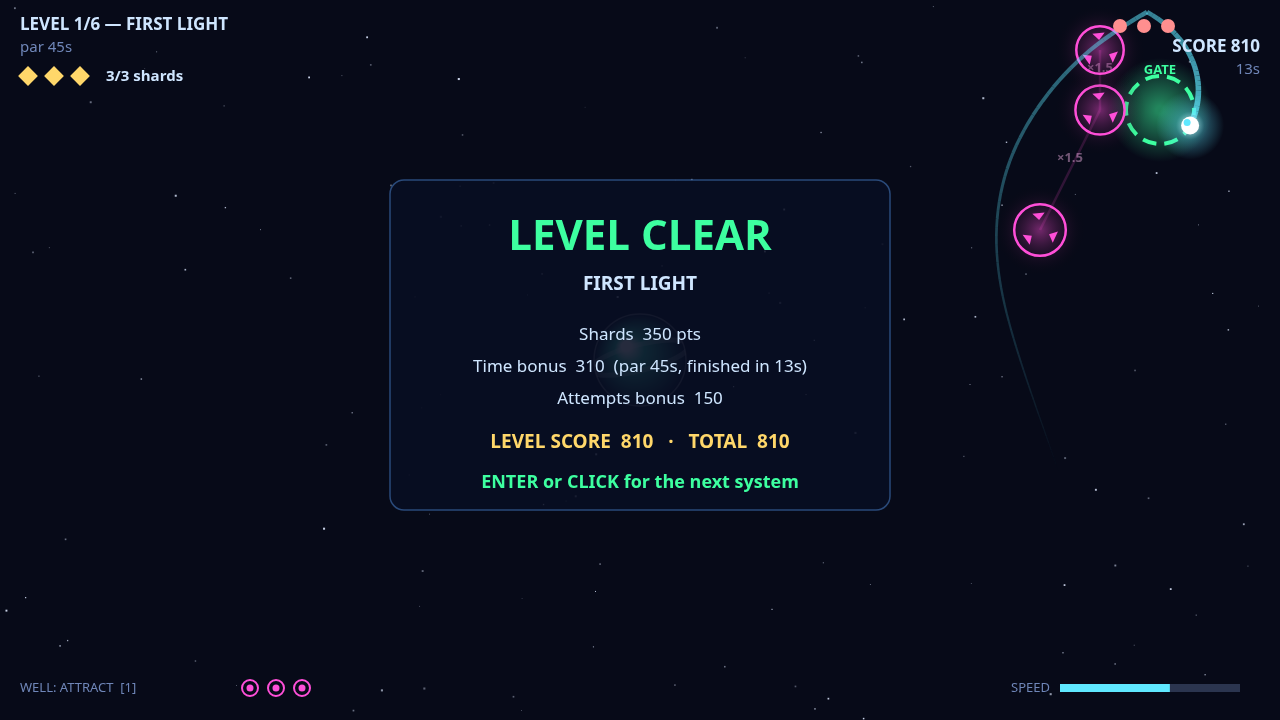 LEVEL 1/6 — FIRST LIGHT
par 45s
3/3 shards
SCORE 810
13s
×1.5
GATE
×1.5
LEVEL CLEAR
FIRST LIGHT
Shards 350 pts
Time bonus 310 (par 45s, finished in 13s)
Attempts bonus 150
LEVEL SCORE 810 · TOTAL 810
ENTER or CLICK for the next system
WELL: ATTRACT [1]
SPEED